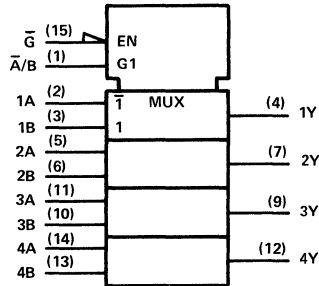 G̅ (15) EN
A̅/B (1) G1
1A (2) 1̅ MUX (4) 1Y
1B (3) 1
2A (5) (7) 2Y
2B (6)
3A (11) (9) 3Y
3B (10)
4A (14) (12) 4Y
4B (13)